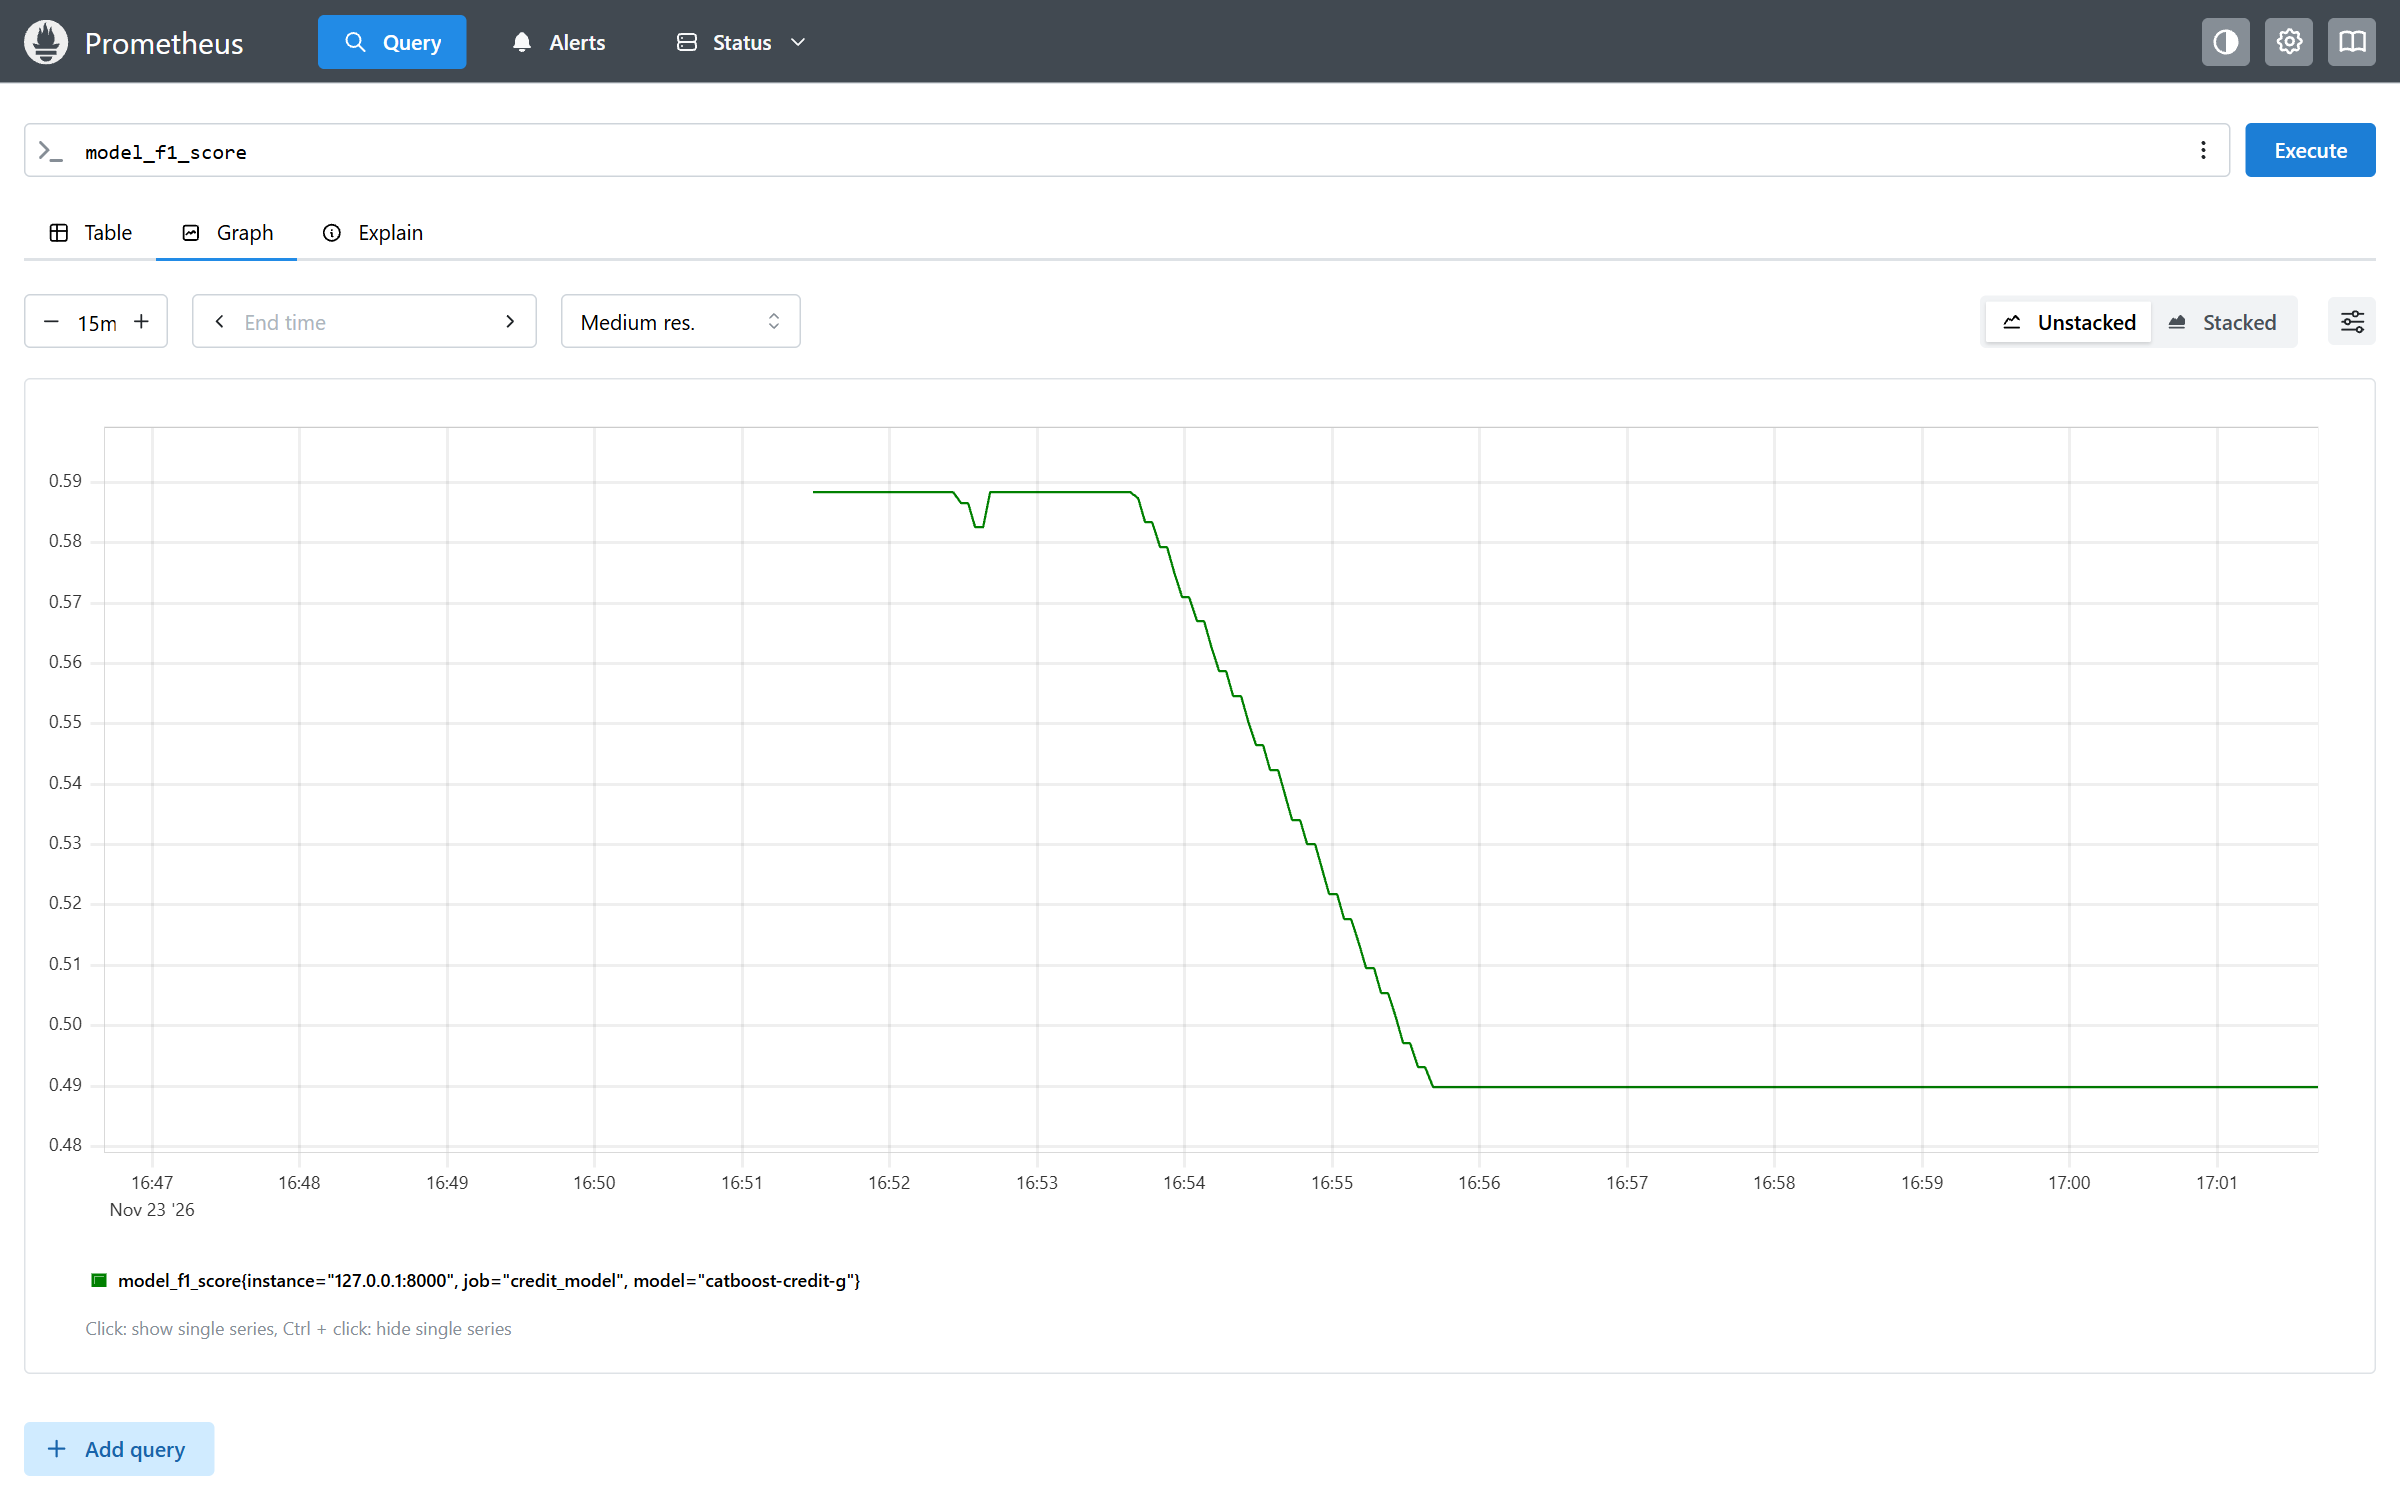 Prometheus Query Alerts Status
model_f1_score Execute
Table Graph Explain
15m End time Medium res. Unstacked Stacked
0.59
0.58
0.57
0.56
0.55
0.54
0.53
0.52
0.51
0.50
0.49
0.48
16:47 16:48 16:49 16:50 16:51 16:52 16:53 16:54 16:55 16:56 16:57 16:58 16:59 17:00 17:01
Nov 23 '26
model_f1_score{instance="127.0.0.1:8000", job="credit_model", model="catboost-credit-g"}
Click: show single series, Ctrl + click: hide single series
Add query